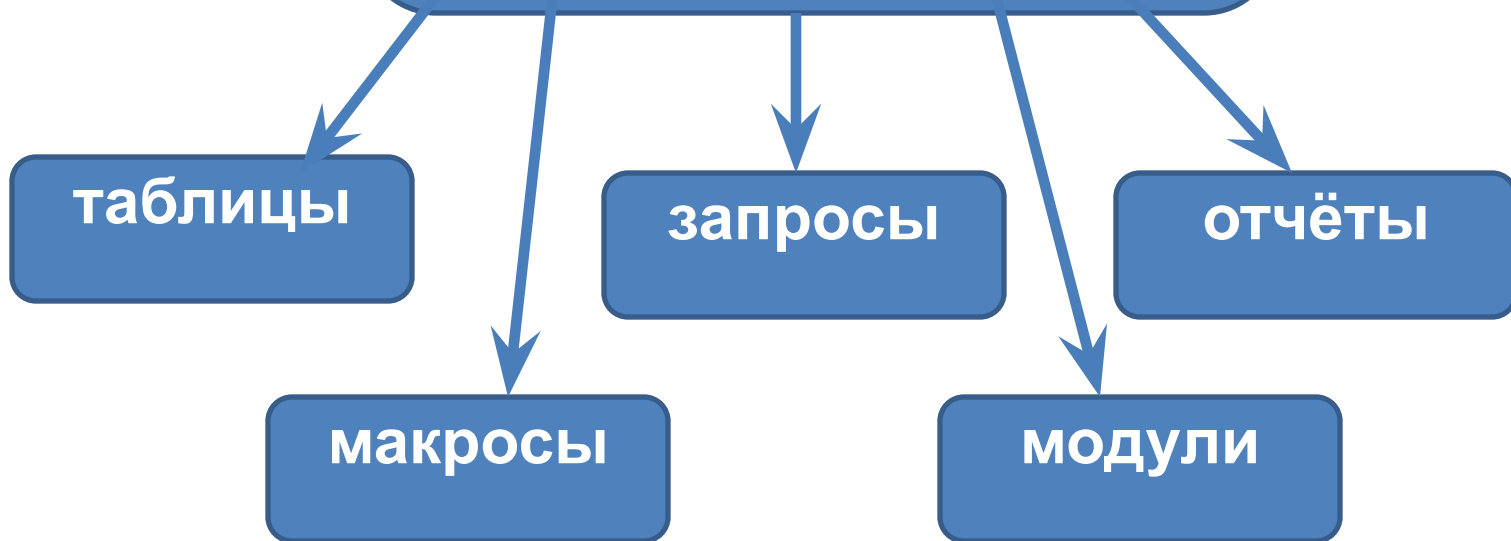 таблицы
запросы
отчёты
макросы
модули